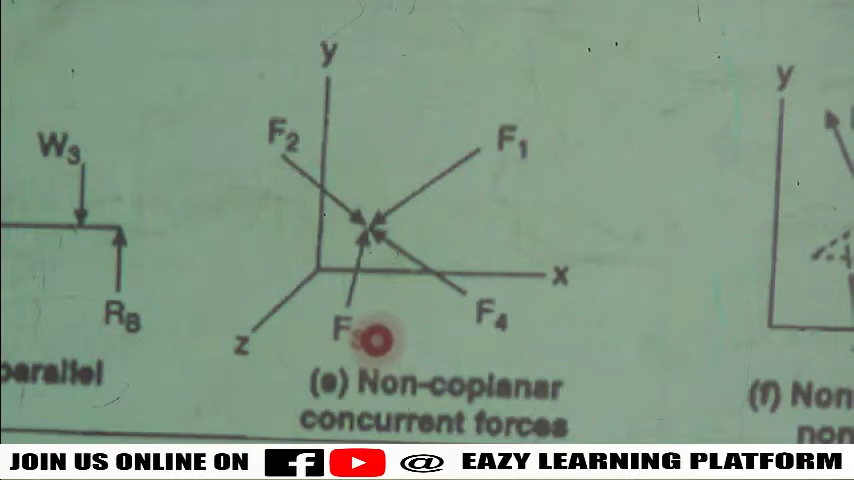 y
F2
F1
W3
x
R8
F
F4
z
parallel
(e) Non-coplanar
concurrent forces
y
(f) Non
non
JOIN US ONLINE ON f @ EAZY LEARNING PLATFORM